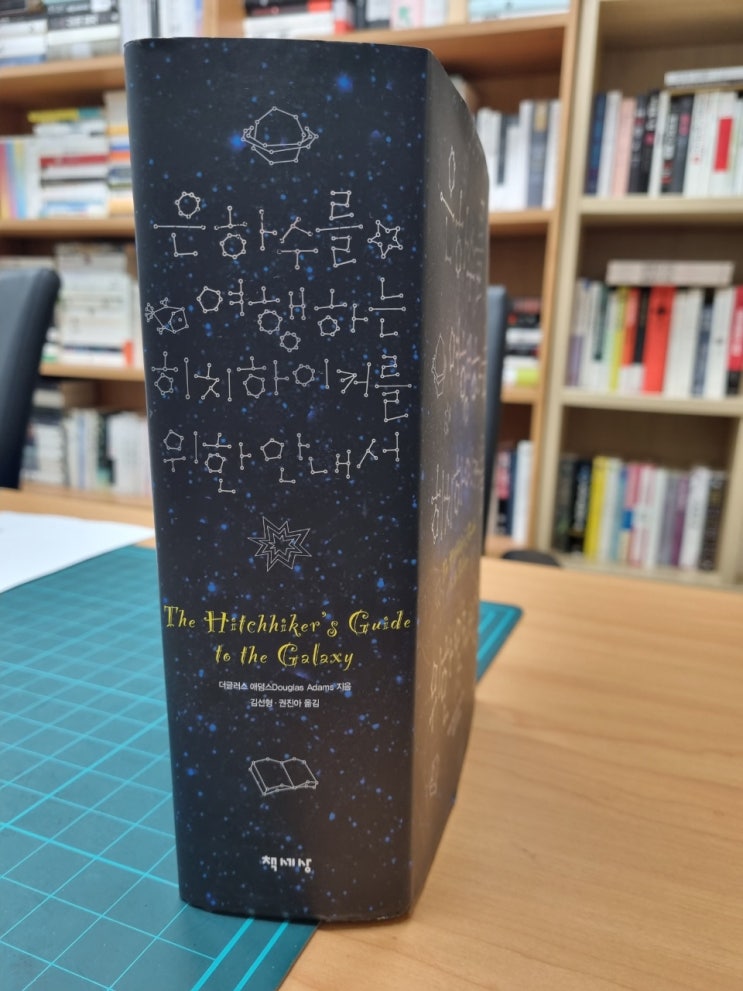 은하수를
여행하는
히치하이커를
위한 안내서
The Hitchhiker's Guide
to the Galaxy
더글러스 애덤스Douglas Adams 지음
김선형·권진아 옮김
책세상